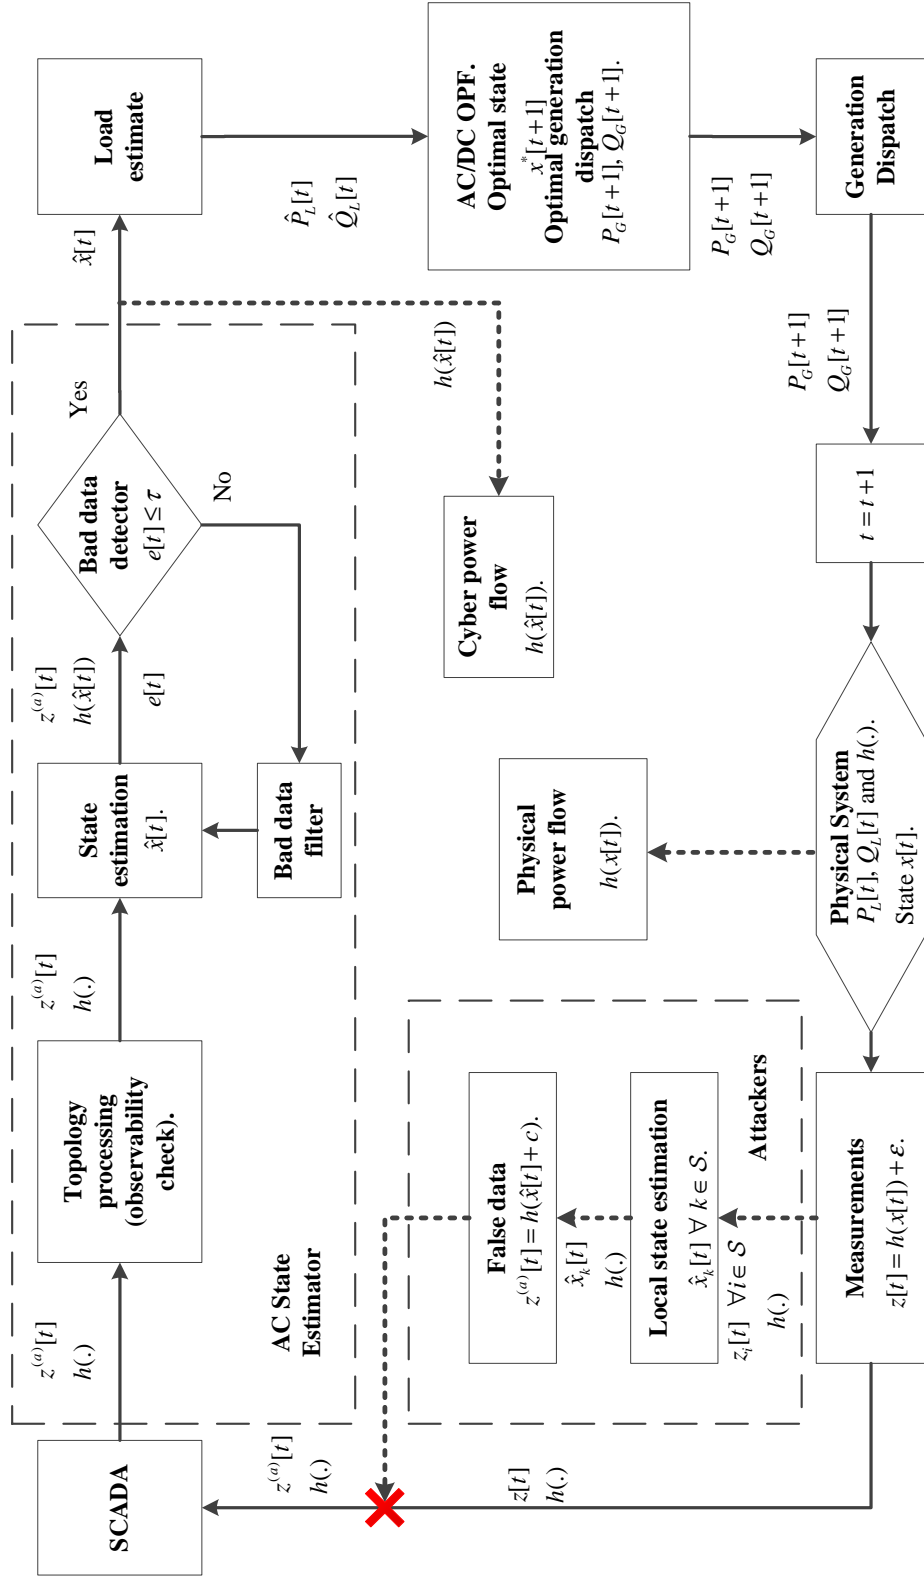 SCADA
z^(a)[t]
h(.)
Topology
processing
(observability
check).
z^(a)[t]
h(.)
State
estimation
x̂[t].
z^(a)[t]
h(x̂[t])
e[t]
Bad data
detector
e[t] ≤ τ
Yes
No
Bad data
filter
AC State
Estimator
x̂[t]
Load
estimate
P̂_L[t]
Q̂_L[t]
AC/DC OPF.
Optimal state
x*[t+1]
Optimal generation
dispatch
P_G[t+1], Q_G[t+1].
P_G[t+1]
Q_G[t+1]
Generation
Dispatch
P_G[t+1]
Q_G[t+1]
t = t+1
Physical System
P_L[t], Q_L[t] and h(.).
State x[t].
Physical
power flow
h(x[t]).
h(x̂[t])
Cyber power
flow
h(x̂[t]).
Measurements
z[t] = h(x[t])+ε.
z_i[t] ∀i ∈ 𝒮
h(.)
Local state estimation
x̂_k[t] ∀ k ∈ 𝒮.
x̂_k[t]
h(.)
False data
z^(a)[t] = h(x̂[t]+c).
Attackers
z[t]
h(.)
z^(a)[t]
h(.)